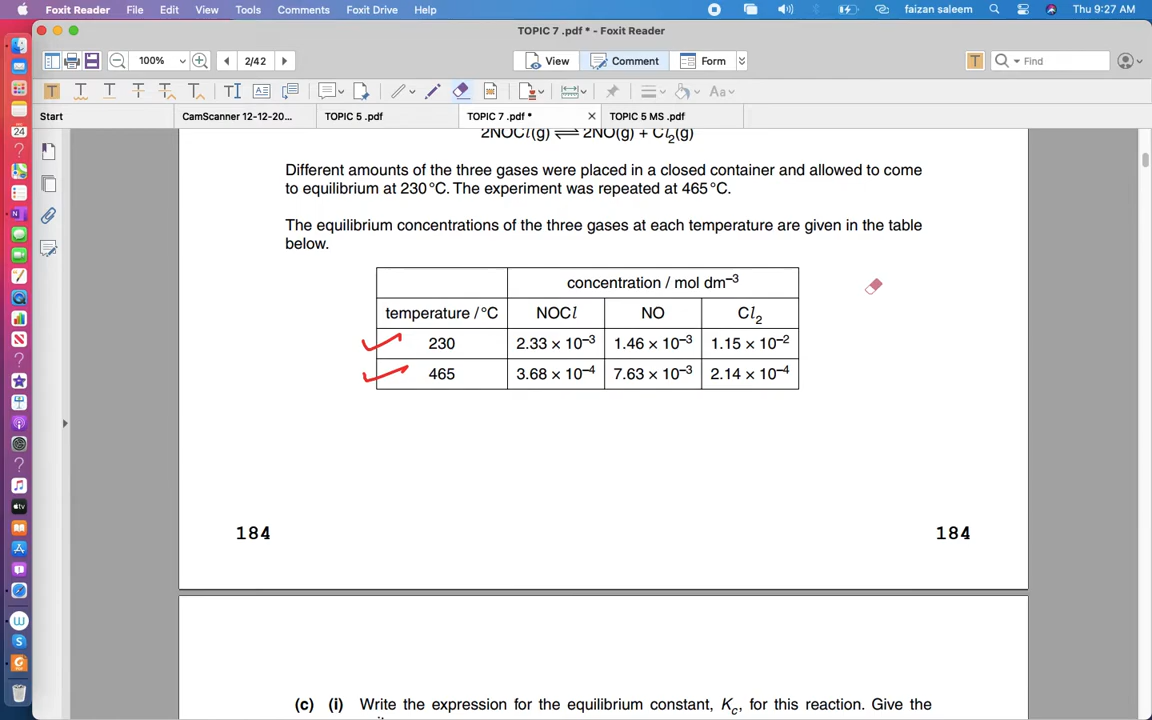 Foxit Reader File Edit View Tools Comments Foxit Drive Help faizan saleem Thu 9:27 AM
TOPIC 7 .pdf * - Foxit Reader
100% 2/42 View Comment Form Find
Start CamScanner 12-12-20... TOPIC 5 .pdf TOPIC 7 .pdf * TOPIC 5 MS .pdf
2NOCl(g) ⇌ 2NO(g) + Cl₂(g)
Different amounts of the three gases were placed in a closed container and allowed to come
to equilibrium at 230 °C. The experiment was repeated at 465 °C.
The equilibrium concentrations of the three gases at each temperature are given in the table
below.
concentration / mol dm⁻³
temperature / °C NOCl NO Cl₂
230 2.33 × 10⁻³ 1.46 × 10⁻³ 1.15 × 10⁻²
465 3.68 × 10⁻⁴ 7.63 × 10⁻³ 2.14 × 10⁻⁴
184 184
(c) (i) Write the expression for the equilibrium constant, Kc, for this reaction. Give the